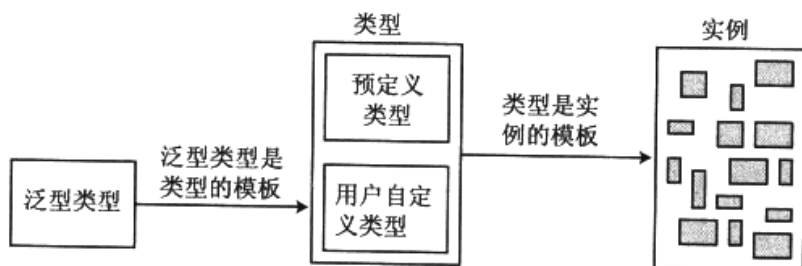 类型
实例
预定义
类型
类型是实
例的模板
泛型类型是
类型的模板
泛型类型
用户自定
义类型